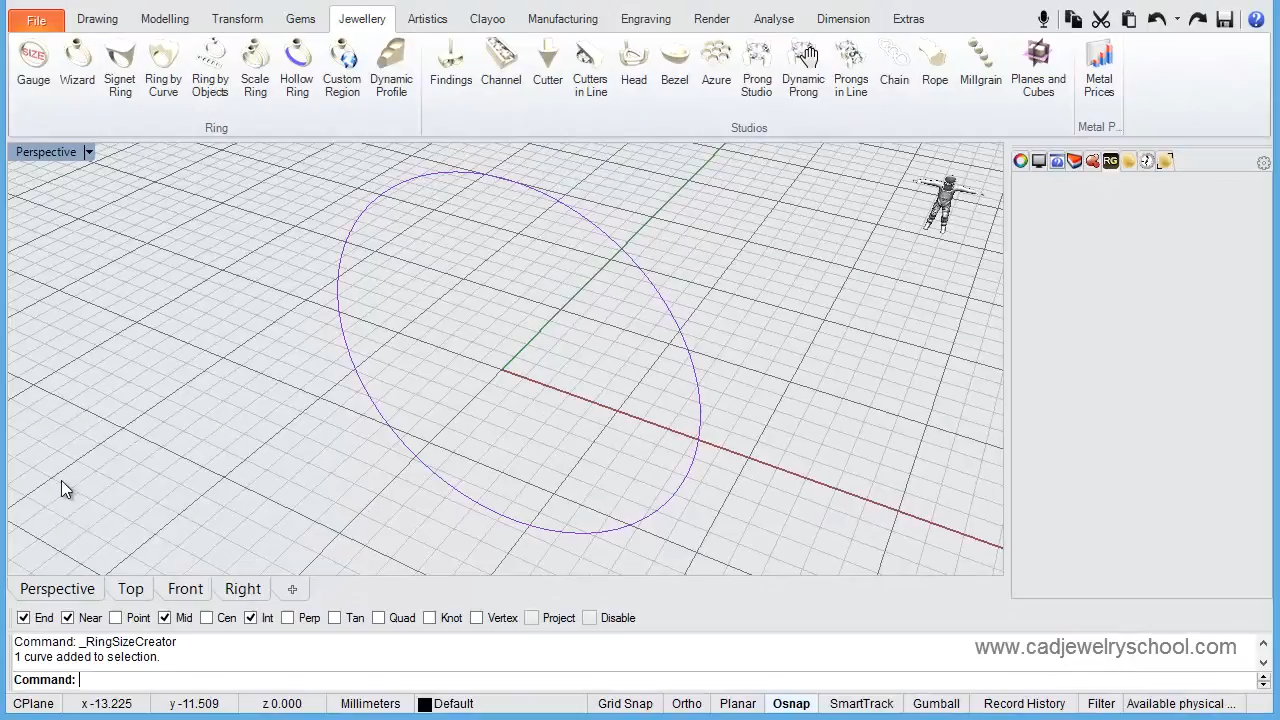 File Drawing Modelling Transform Gems Jewellery Artistics Clayoo Manufacturing Engraving Render Analyse Dimension Extras
SIZE
Gauge Wizard Signet Ring Ring by Curve Ring by Objects Scale Ring Hollow Ring Custom Region Dynamic Profile Findings Channel Cutter Cutters in Line Head Bezel Azure Prong Studio Dynamic Prong Prongs in Line Chain Rope Millgrain Planes and Cubes Metal Prices
Ring Studios Metal P...
Perspective
RG
Perspective Top Front Right
End Near Point Mid Cen Int Perp Tan Quad Knot Vertex Project Disable
Command: _RingSizeCreator
1 curve added to selection.
www.cadjewelryschool.com
Command:
CPlane x -13.225 y -11.509 z 0.000 Millimeters Default Grid Snap Ortho Planar Osnap SmartTrack Gumball Record History Filter Available physical ...